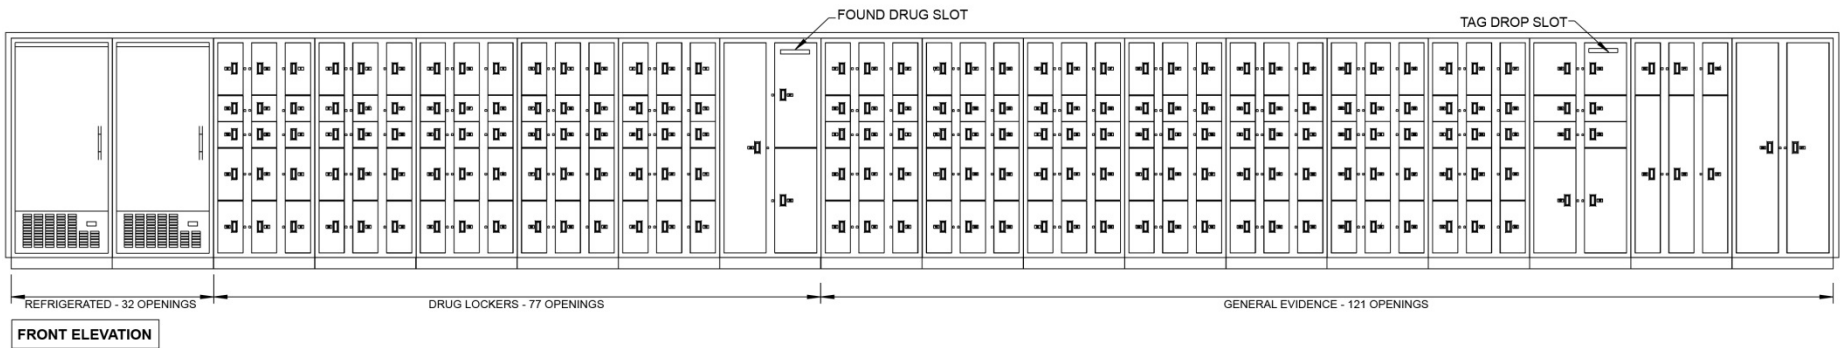 FOUND DRUG SLOT
TAG DROP SLOT
REFRIGERATED - 32 OPENINGS
DRUG LOCKERS - 77 OPENINGS
GENERAL EVIDENCE - 121 OPENINGS
FRONT ELEVATION